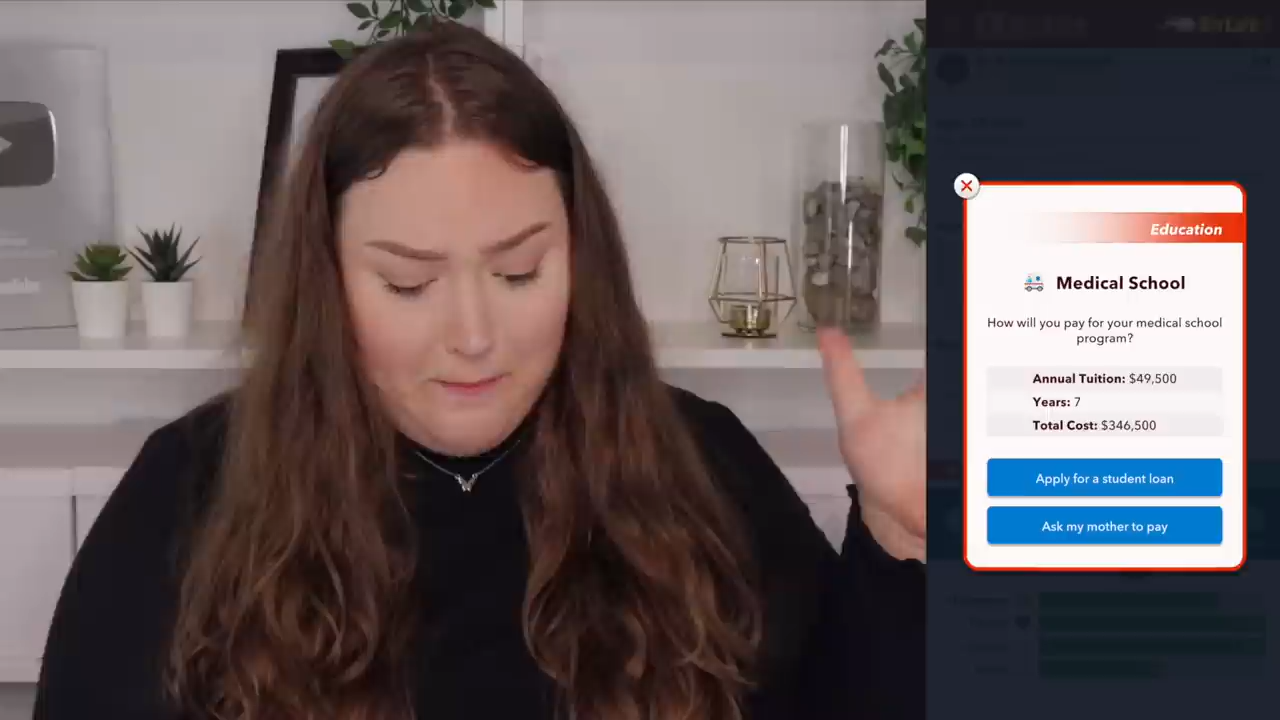 Education
Medical School
How will you pay for your medical school
program?
Annual Tuition: $49,500
Years: 7
Total Cost: $346,500
Apply for a student loan
Ask my mother to pay